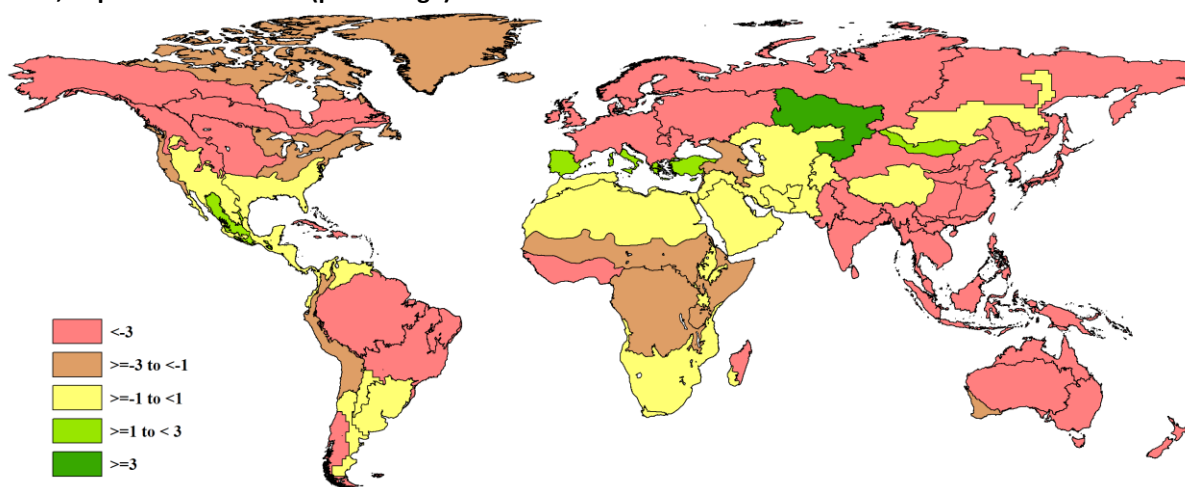 <-3
>=-3 to <-1
>=-1 to <1
>=1 to < 3
>=3